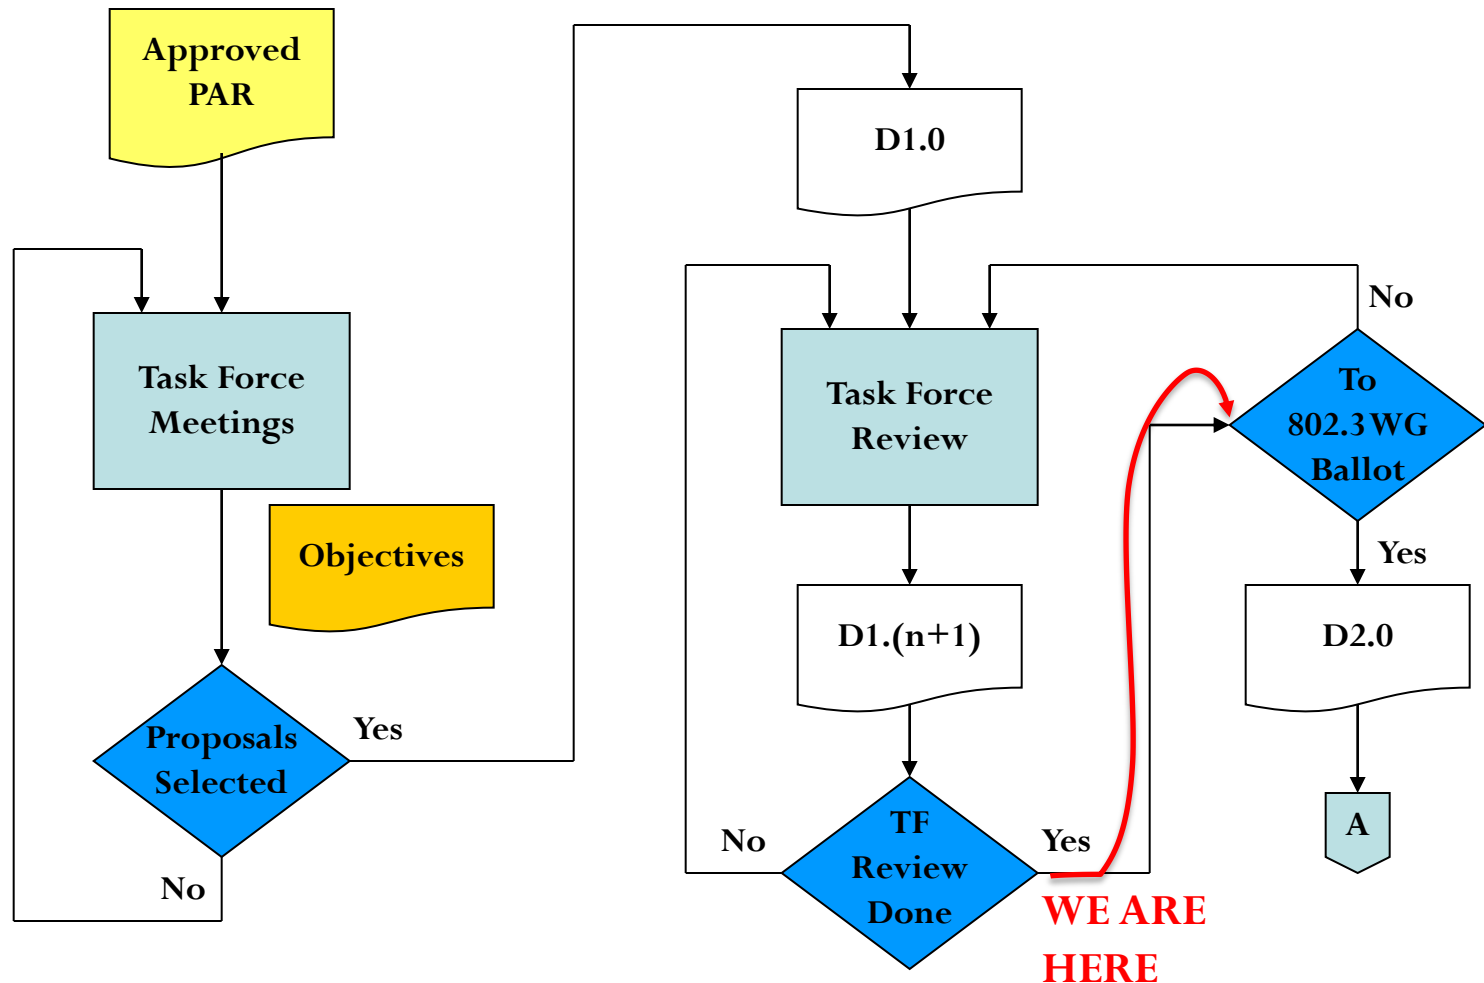 Approved
PAR
Task Force
Meetings
Objectives
Proposals
Selected
Yes
No
D1.0
Task Force
Review
D1.(n+1)
TF
Review
Done
No
Yes
WE ARE
HERE
No
To
802.3 WG
Ballot
Yes
D2.0
A